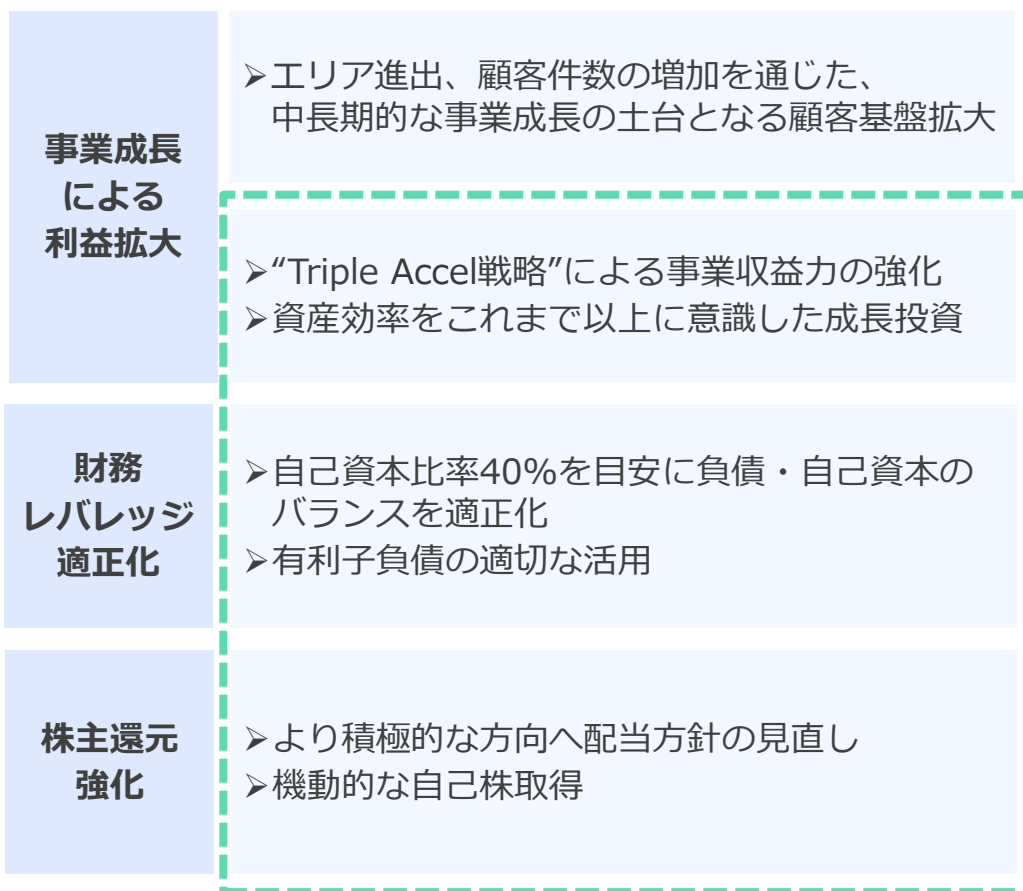 事業成長
による
利益拡大
➢エリア進出、顧客件数の増加を通じた、
中長期的な事業成長の土台となる顧客基盤拡大
➢“Triple Accel戦略”による事業収益力の強化
➢資産効率をこれまで以上に意識した成長投資
財務
レバレッジ
適正化
➢自己資本比率40%を目安に負債・自己資本の
バランスを適正化
➢有利子負債の適切な活用
株主還元
強化
➢より積極的な方向へ配当方針の見直し
➢機動的な自己株取得